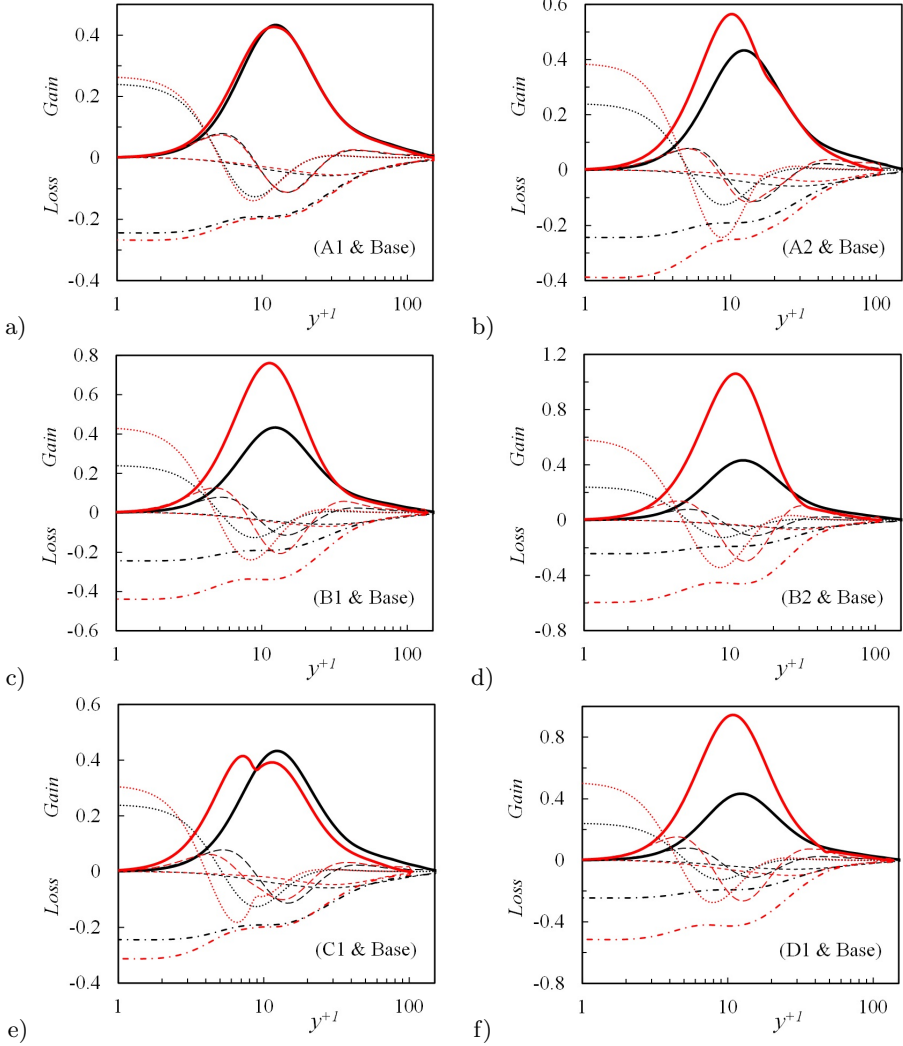 0.4
0.2
0
-0.2
-0.4
Gain
Loss
(A1 & Base)
1
10
100
y+1
a)
0.6
0.4
0.2
0
-0.2
-0.4
Gain
Loss
(A2 & Base)
1
10
100
y+1
b)
0.8
0.6
0.4
0.2
0
-0.2
-0.4
-0.6
Gain
Loss
(B1 & Base)
1
10
100
y+1
c)
1.2
0.8
0.4
0
-0.4
-0.8
Gain
Loss
(B2 & Base)
1
10
100
y+1
d)
0.6
0.4
0.2
0
-0.2
-0.4
Gain
Loss
(C1 & Base)
1
10
100
y+1
e)
0.8
0.4
0
-0.4
-0.8
Gain
Loss
(D1 & Base)
1
10
100
y+1
f)